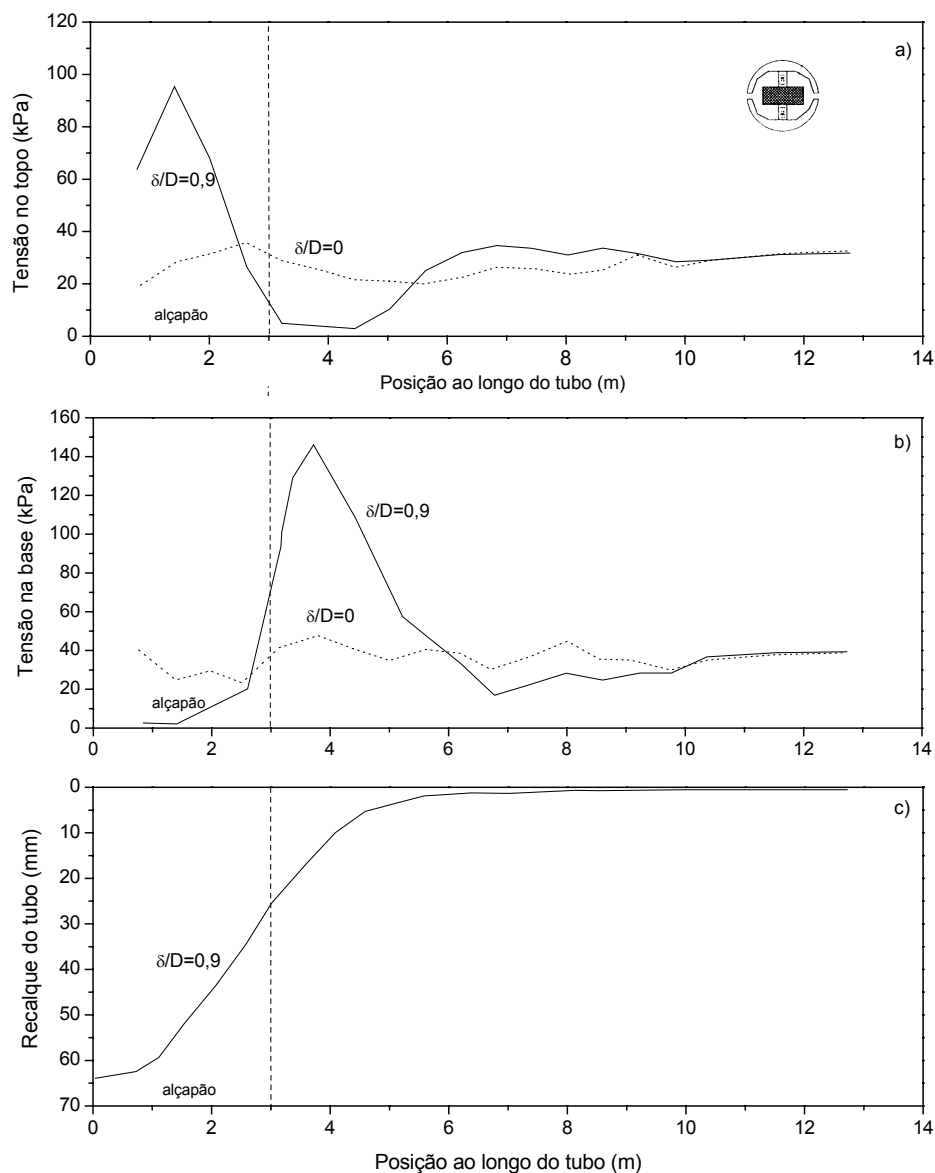 120
100
80
60
40
20
0
Tensão no topo (kPa)
a)
δ/D=0,9
δ/D=0
alçapão
0 2 4 6 8 10 12 14
Posição ao longo do tubo (m)
160
140
120
100
80
60
40
20
0
Tensão na base (kPa)
b)
δ/D=0,9
δ/D=0
alçapão
0 2 4 6 8 10 12 14
0
10
20
30
40
50
60
70
Recalque do tubo (mm)
c)
δ/D=0,9
alçapão
0 2 4 6 8 10 12 14
Posição ao longo do tubo (m)